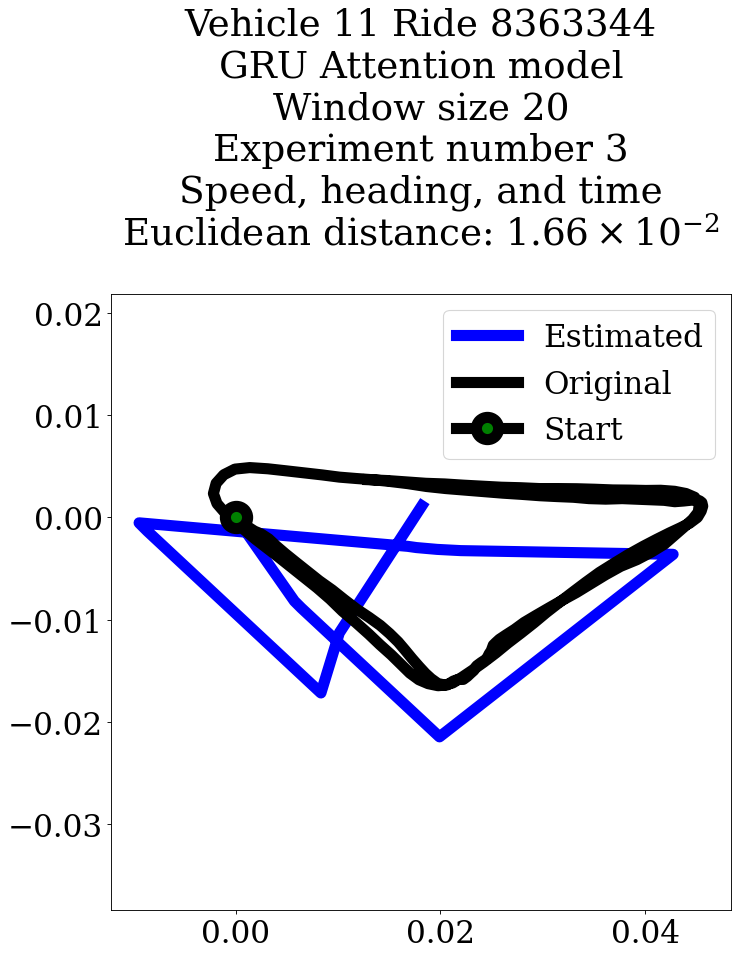 Vehicle 11 Ride 8363344
GRU Attention model
Window size 20
Experiment number 3
Speed, heading, and time
Euclidean distance: 1.66 × 10⁻²
Estimated
Original
Start
0.02
0.01
0.00
−0.01
−0.02
−0.03
0.00 0.02 0.04